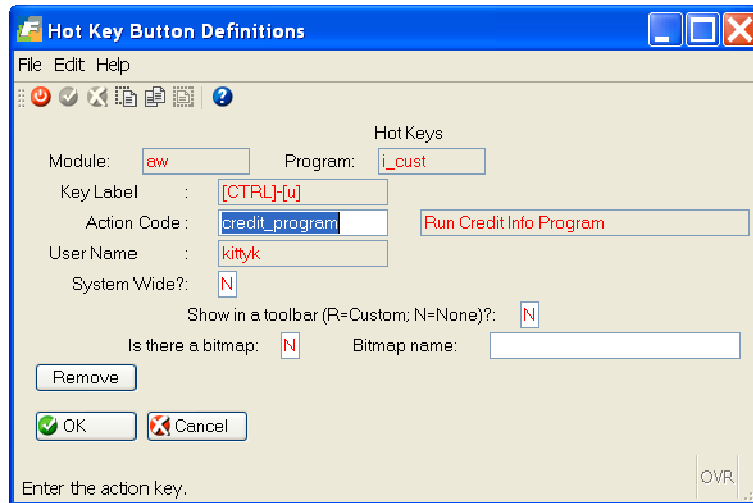 Hot Key Button Definitions
File Edit Help
Hot Keys
Module: aw Program: i_cust
Key Label : [CTRL]-[u]
Action Code : credit_program Run Credit Info Program
User Name : kittyk
System Wide?: N
Show in a toolbar (R=Custom; N=None)?: N
Is there a bitmap: N Bitmap name:
Remove
OK Cancel
OVR
Enter the action key.